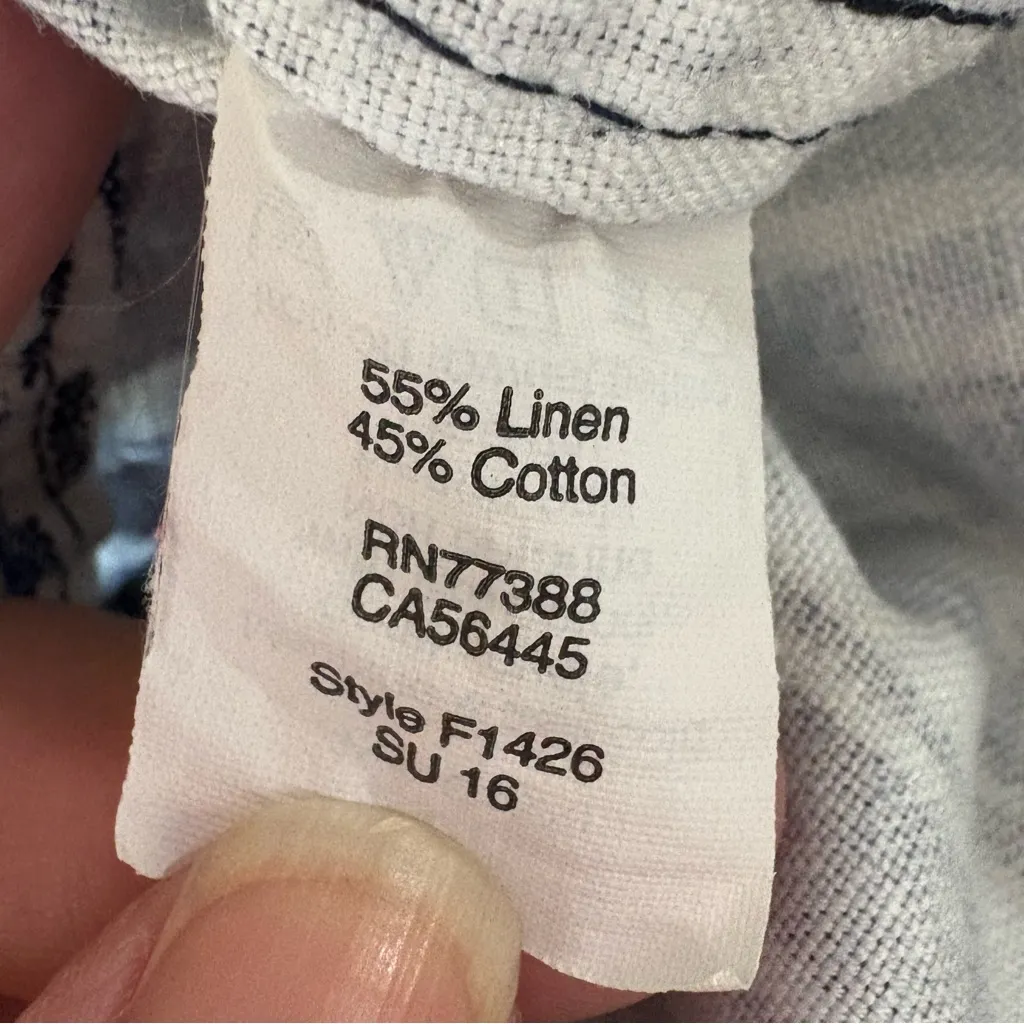 55% Linen
45% Cotton
RN77388
CA56445
Style F1426
SU 16